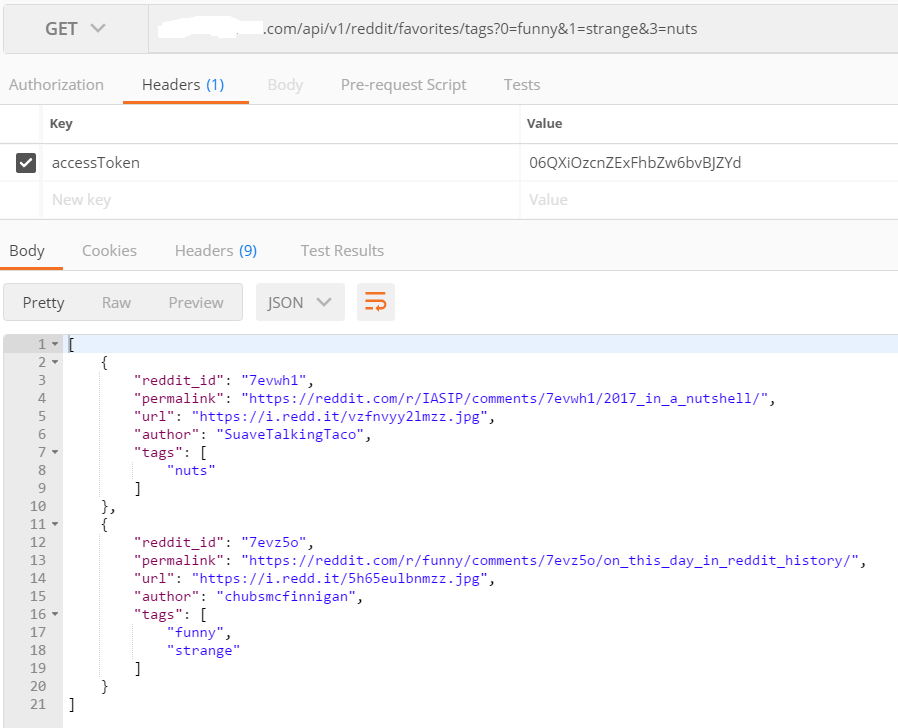 GET .com/api/v1/reddit/favorites/tags?0=funny&1=strange&3=nuts
Authorization Headers (1) Body Pre-request Script Tests
Key Value
accessToken 06QXiOzcnZExFhbZw6bvBJZYd
New key Value
Body Cookies Headers (9) Test Results
Pretty Raw Preview JSON
1 [
2 {
3 "reddit_id": "7evwh1",
4 "permalink": "https://reddit.com/r/IASIP/comments/7evwh1/2017_in_a_nutshell/",
5 "url": "https://i.redd.it/vzfnvyy2lmzz.jpg",
6 "author": "SuaveTalkingTaco",
7 "tags": [
8 "nuts"
9 ]
10 },
11 {
12 "reddit_id": "7evz5o",
13 "permalink": "https://reddit.com/r/funny/comments/7evz5o/on_this_day_in_reddit_history/",
14 "url": "https://i.redd.it/5h65eulbnmzz.jpg",
15 "author": "chubsmcfinnigan",
16 "tags": [
17 "funny",
18 "strange"
19 ]
20 }
21 ]